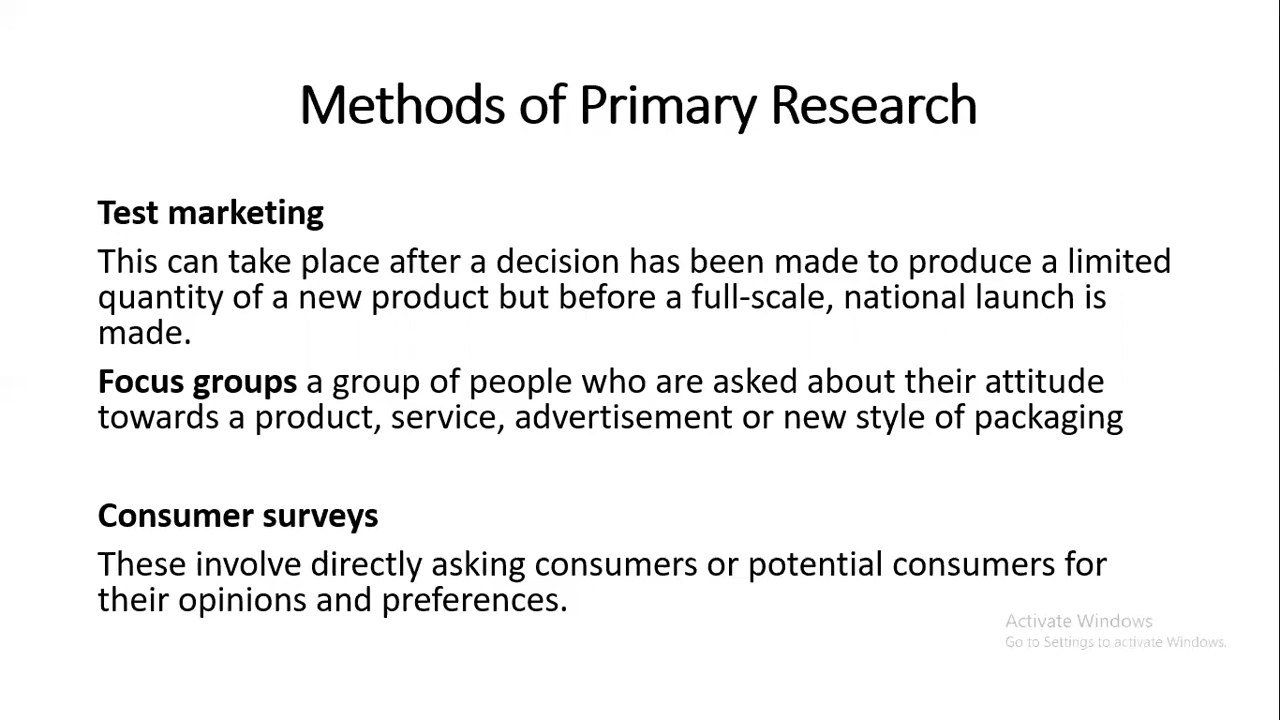 Methods of Primary Research
Test marketing
This can take place after a decision has been made to produce a limited
quantity of a new product but before a full-scale, national launch is
made.
Focus groups a group of people who are asked about their attitude
towards a product, service, advertisement or new style of packaging
Consumer surveys
These involve directly asking consumers or potential consumers for
their opinions and preferences.
Activate Windows
Go to Settings to activate Windows.